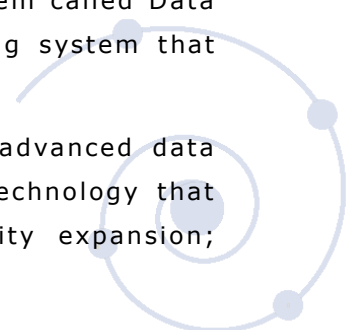 em called Data
g system that
advanced data
echnology that
ity expansion;